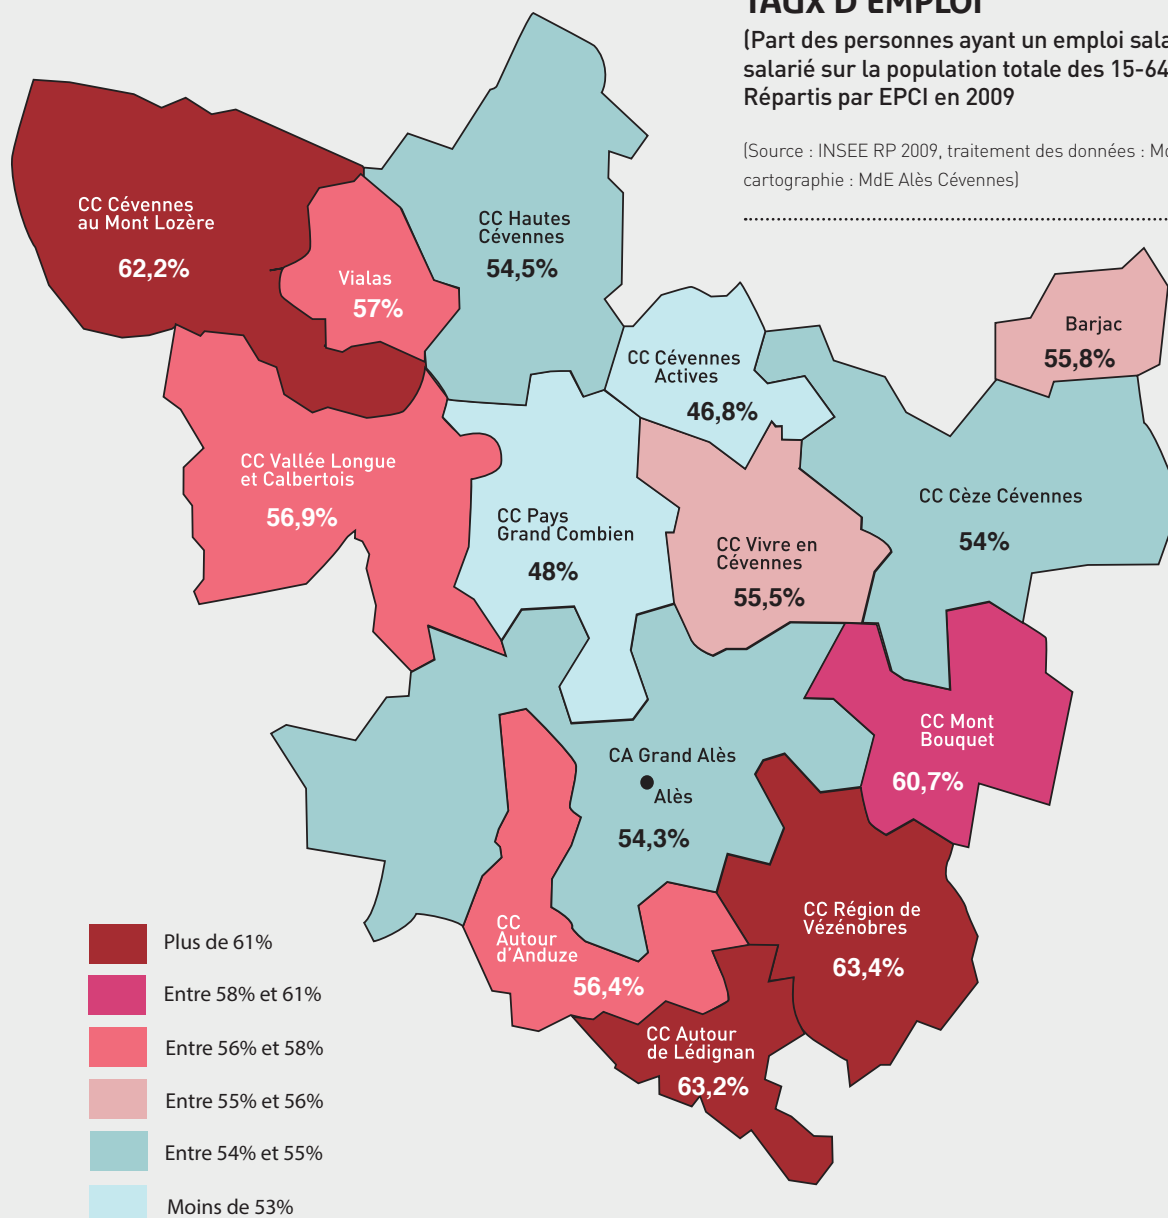 TAUX D'EMPLOI
(Part des personnes ayant un emploi
salarié sur la population totale des 15-64
Répartis par EPCI en 2009
(Source : INSEE RP 2009, traitement des données :
cartographie : MdE Alès Cévennes)
CC Cévennes
au Mont Lozère
62,2%
Vialas
57%
CC Hautes
Cévennes
54,5%
Barjac
55,8%
CC Cévennes
Actives
46,8%
CC Vallée Longue
et Calbertois
56,9%
CC Pays
Grand Combien
48%
CC Vivre en
Cévennes
55,5%
CC Cèze Cévennes
54%
CC Mont
Bouquet
60,7%
CA Grand Alès
Alès
54,3%
CC Région de
Vézénobres
63,4%
CC
Autour
d'Anduze
56,4%
CC Autour
de Lédignan
63,2%
Plus de 61%
Entre 58% et 61%
Entre 56% et 58%
Entre 55% et 56%
Entre 54% et 55%
Moins de 53%